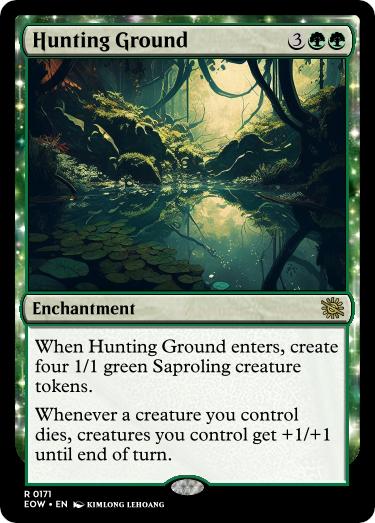 Hunting Ground 3
Enchantment
When Hunting Ground enters, create
four 1/1 green Saproling creature
tokens.
Whenever a creature you control
dies, creatures you control get +1/+1
until end of turn.
R 0171
EOW • EN KIMLONG LEHOANG